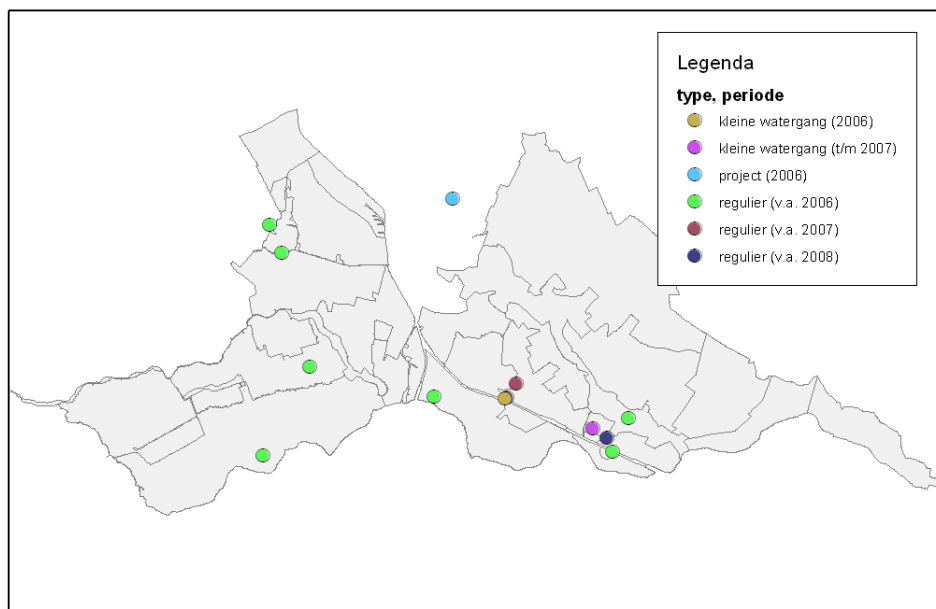 Legenda
type, periode
kleine watergang (2006)
kleine watergang (t/m 2007)
project (2006)
regulier (v.a. 2006)
regulier (v.a. 2007)
regulier (v.a. 2008)